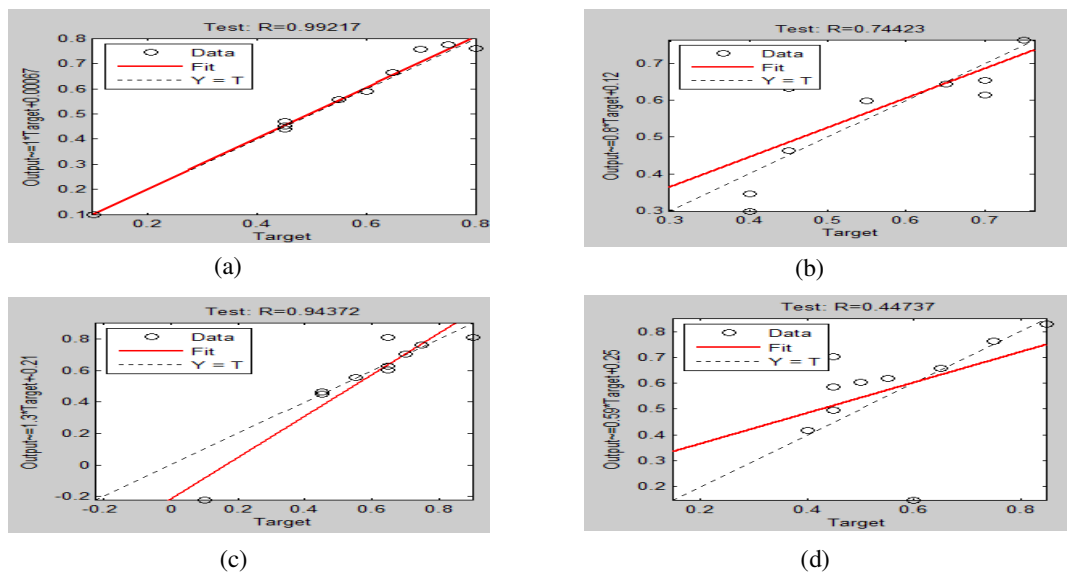 Test: R=0.99217
Output~=1*Target+0.00067
0.8
0.7
0.6
0.5
0.4
0.3
0.2
0.1
Data
Fit
Y = T
0.2
0.4
0.6
0.8
Target
(a)
Test: R=0.74423
Output~=0.8*Target+0.12
0.7
0.6
0.5
0.4
0.3
Data
Fit
Y = T
0.3
0.4
0.5
0.6
0.7
Target
(b)
Test: R=0.94372
Output~=1.3*Target+-0.21
0.8
0.6
0.4
0.2
0
-0.2
Data
Fit
Y = T
-0.2
0
0.2
0.4
0.6
0.8
Target
(c)
Test: R=0.44737
Output~=0.59*Target+0.25
0.8
0.7
0.6
0.5
0.4
0.3
0.2
Data
Fit
Y = T
0.2
0.4
0.6
0.8
Target
(d)